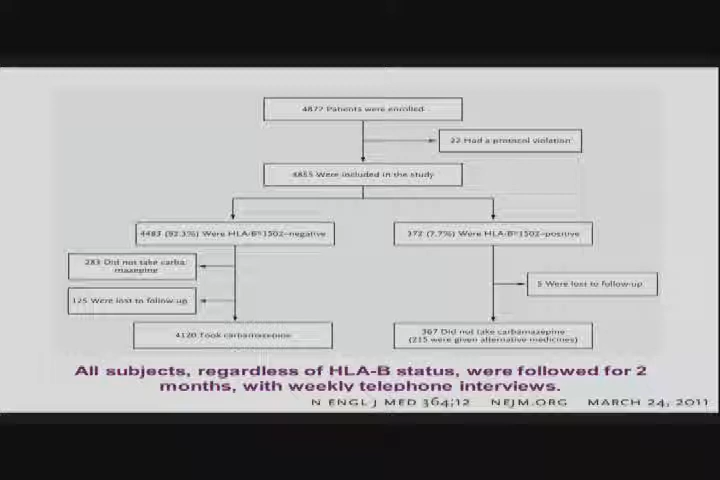 4877 Patients were enrolled
22 Had a protocol violation
4855 Were included in the study
4483 (92.3%) Were HLA-B*1502–negative
372 (7.7%) Were HLA-B*1502–positive
283 Did not take carba-
mazepine
5 Were lost to follow-up
125 Were lost to follow-up
4120 Took carbamazepine
367 Did not take carbamazepine
(215 were given alternative medicines)
All subjects, regardless of HLA-B status, were followed for 2
months, with weekly telephone interviews.
N ENGL J MED 364;12 NEJM.ORG MARCH 24, 2011